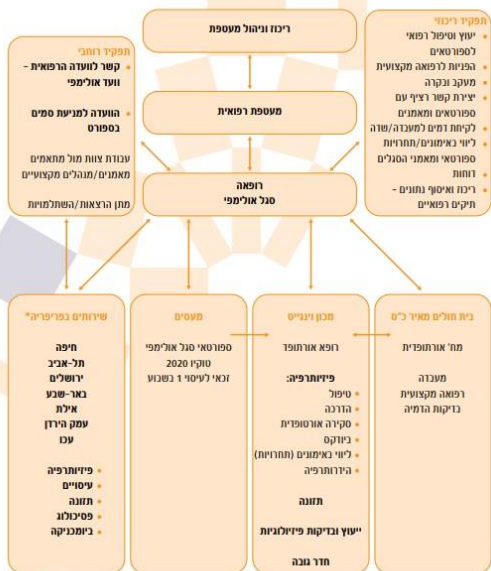 ריכוז וניהול מעטפת
מעטפת רפואית
רופאה
סגל אולימפי
תפקיד ריכוזי
• יעוץ וטיפול רפואי
לספורטאים
• הפניות לרפואה מקצועית
• מעקב ובקרה
• יצירת קשר רציף עם
ספורטאים ומאמנים
• לקיחת דמים למעבדה/שדה
• ליווי באימונים/תחרויות
ספורטאי ומאמני הסגלים
• דוחות
• ריכוז ואיסוף נתונים –
תיקים רפואיים
תפקיד רוחבי
• קשר לוועדה הרפואית –
וועד אולימפי
• הוועדה למניעת סמים
בספורט
עבודת צוות מול מתאמים
מאמנים/מנהלים מקצועיים
מתן הרצאות/השתלמויות
בית חולים מאיר כ"ס
מח' אורתופדית
מעבדה
רפואה מקצועית
בדיקות הדמיה
מכון וינגייט
רופא אורתופד
פיזיותרפיה:
• טיפול
• הדרכה
• סקירה אורטופדית
• ביודקס
• ליווי באימונים (תחרויות)
• הידרותרפיה
תזונה
ייעוץ ובדיקות פיזיולוגיות
חדר גובה
מעסים
ספורטאי סגל אולימפי
טוקיו 2020
זכאי לעיסוי 1 בשבוע
שירותים בפריפריה*
חיפה
תל-אביב
ירושלים
באר-שבע
אילת
עמק הירדן
עכו
• פיזיותרפיה
• עיסויים
• תזונה
• פסיכולוג
• ביומכניקה